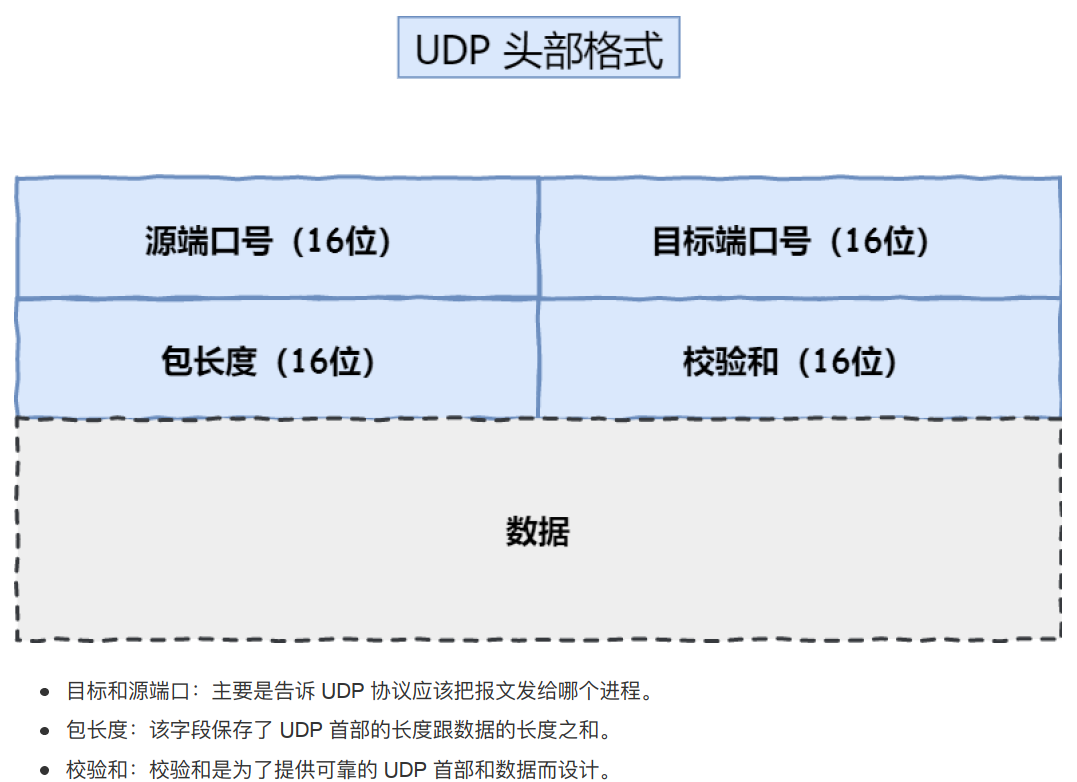 UDP 头部格式
源端口号（16位）
目标端口号（16位）
包长度（16位）
校验和（16位）
数据
• 目标和源端口：主要是告诉 UDP 协议应该把报文发给哪个进程。
• 包长度：该字段保存了 UDP 首部的长度跟数据的长度之和。
• 校验和：校验和是为了提供可靠的 UDP 首部和数据而设计。